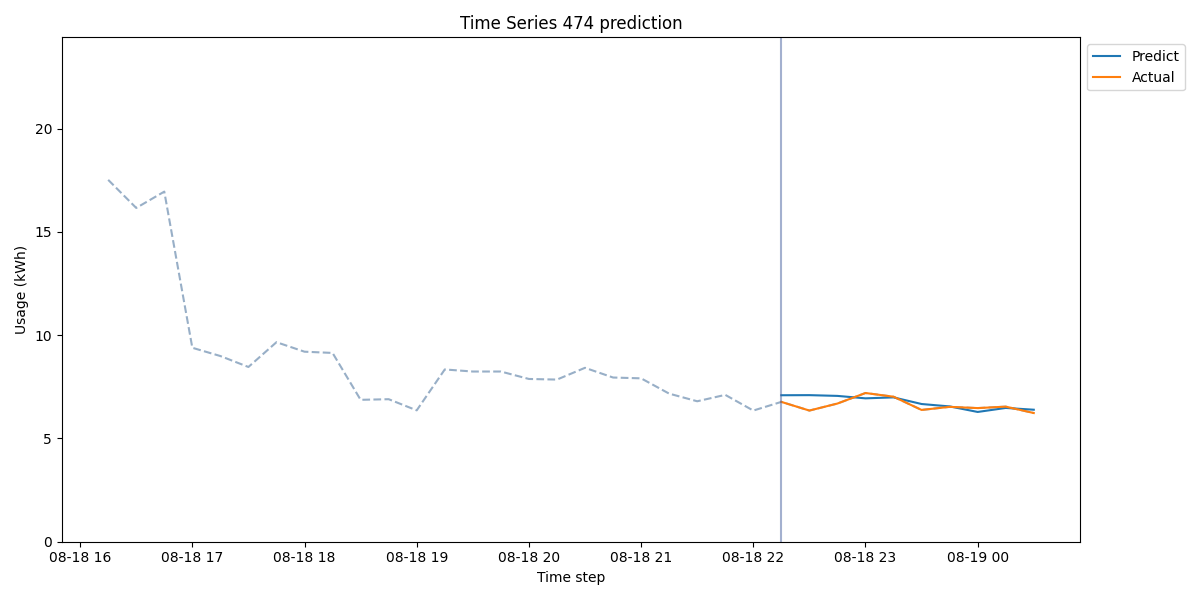 Time Series 474 prediction
Predict
Actual
Usage (kWh)
20
15
10
5
0
08-18 16
08-18 17
08-18 18
08-18 19
08-18 20
08-18 21
08-18 22
08-18 23
08-19 00
Time step